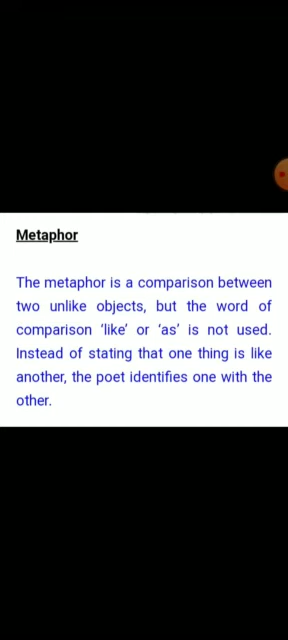 Metaphor
The metaphor is a comparison between
two unlike objects, but the word of
comparison ‘like’ or ‘as’ is not used.
Instead of stating that one thing is like
another, the poet identifies one with the
other.